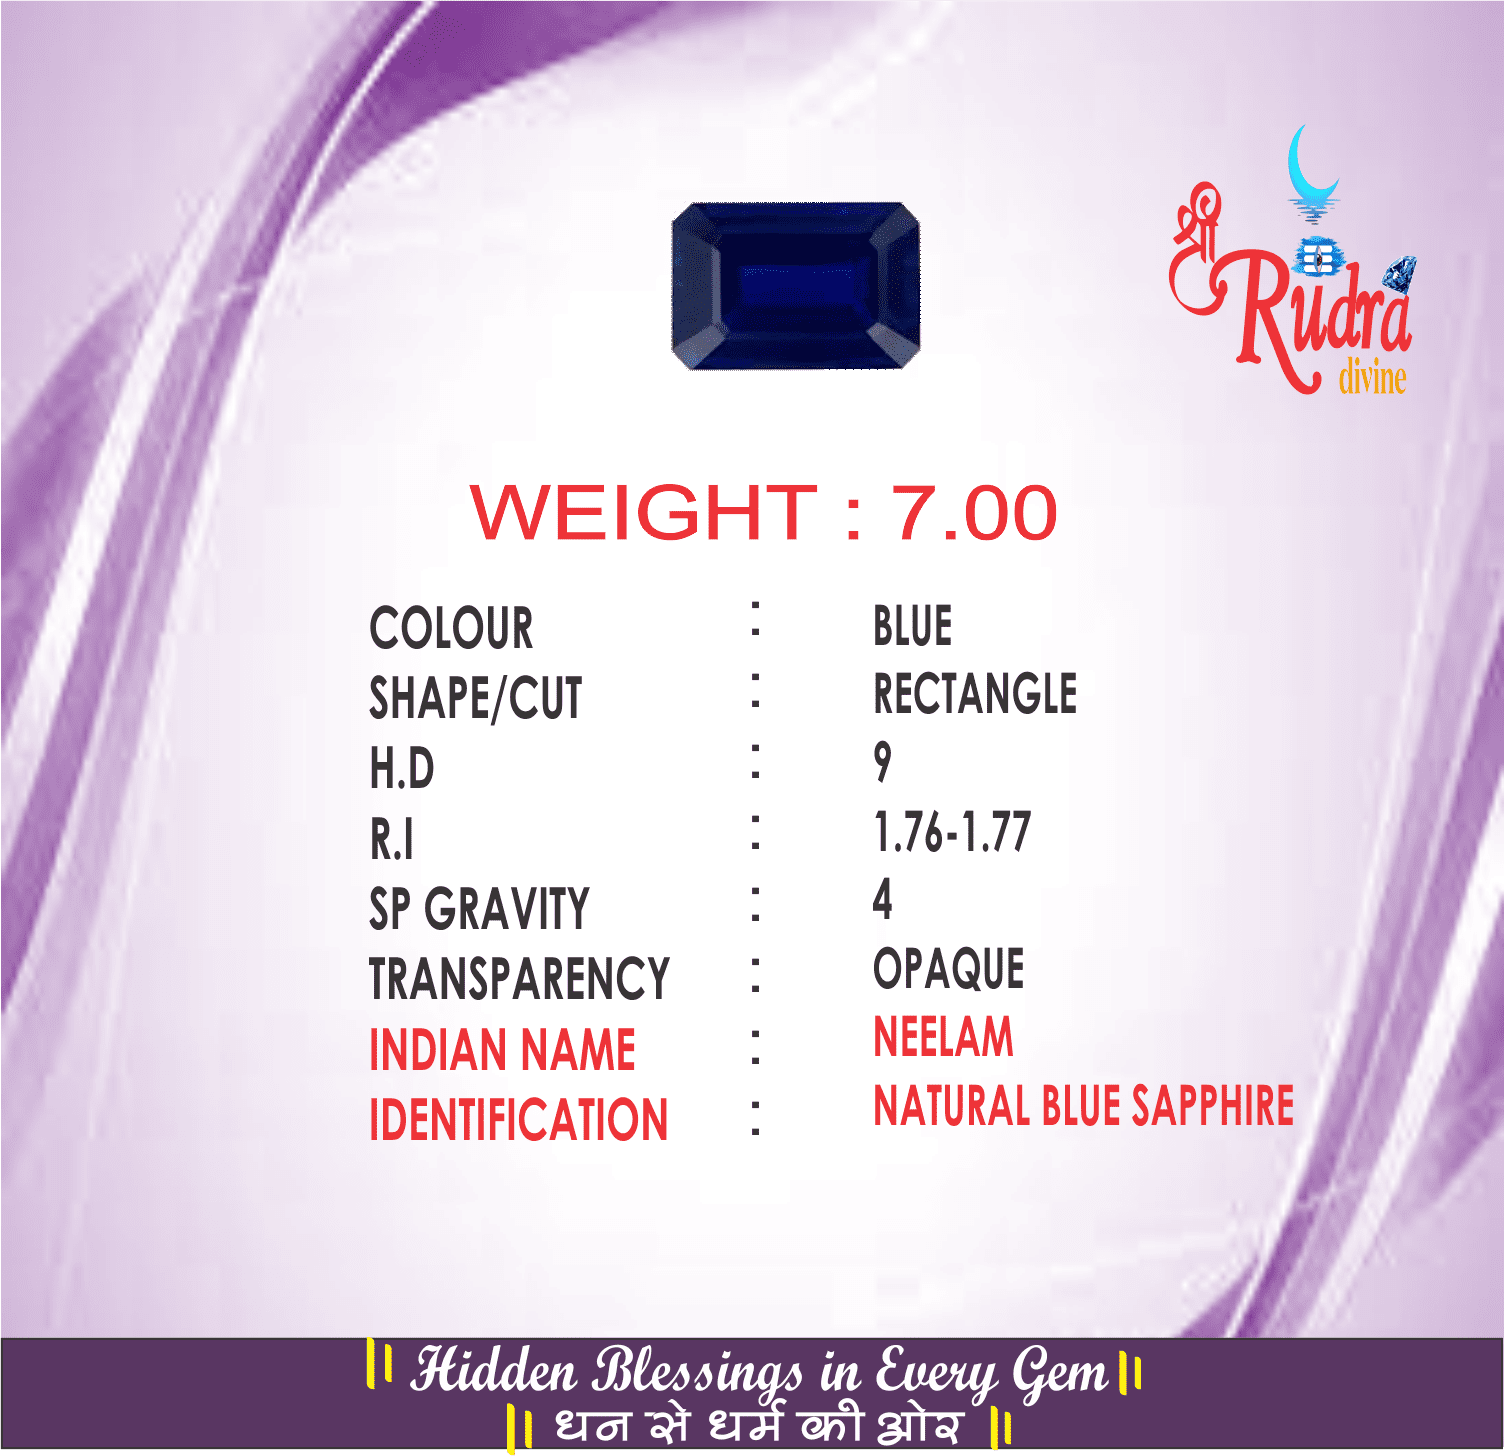 श्री
Rudra
divine
WEIGHT : 7.00
COLOUR : BLUE
SHAPE/CUT : RECTANGLE
H.D : 9
R.I : 1.76-1.77
SP GRAVITY : 4
TRANSPARENCY : OPAQUE
INDIAN NAME : NEELAM
IDENTIFICATION : NATURAL BLUE SAPPHIRE
|| Hidden Blessings in Every Gem ||
|| धन से धर्म की ओर ||